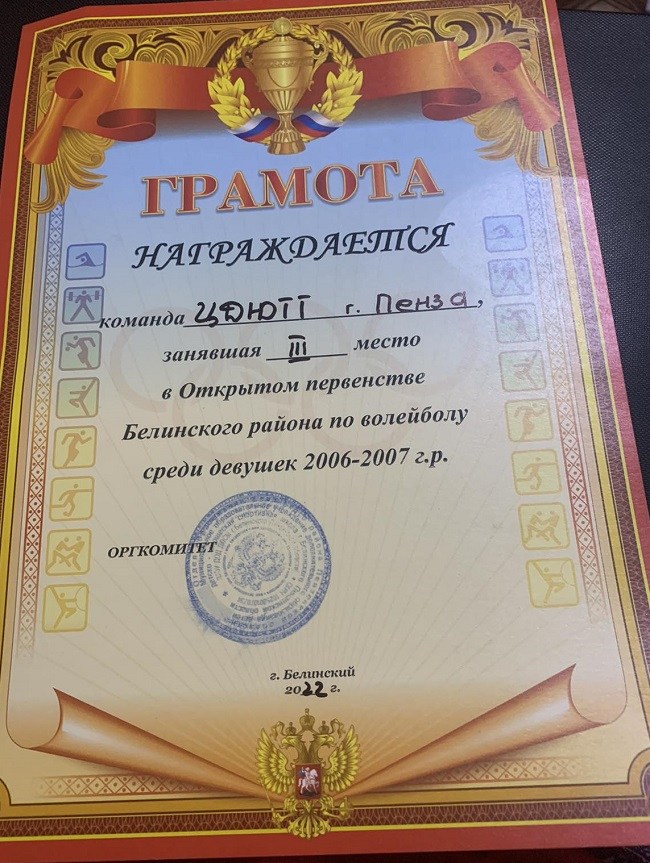 ГРАМОТА
НАГРАЖДАЕТСЯ
команда ЦДЮТТ г. Пенза,
занявшая III место
в Открытом первенстве
Белинского района по волейболу
среди девушек 2006-2007 г.р.
ОРГКОМИТЕТ
г. Белинский
2022 г.